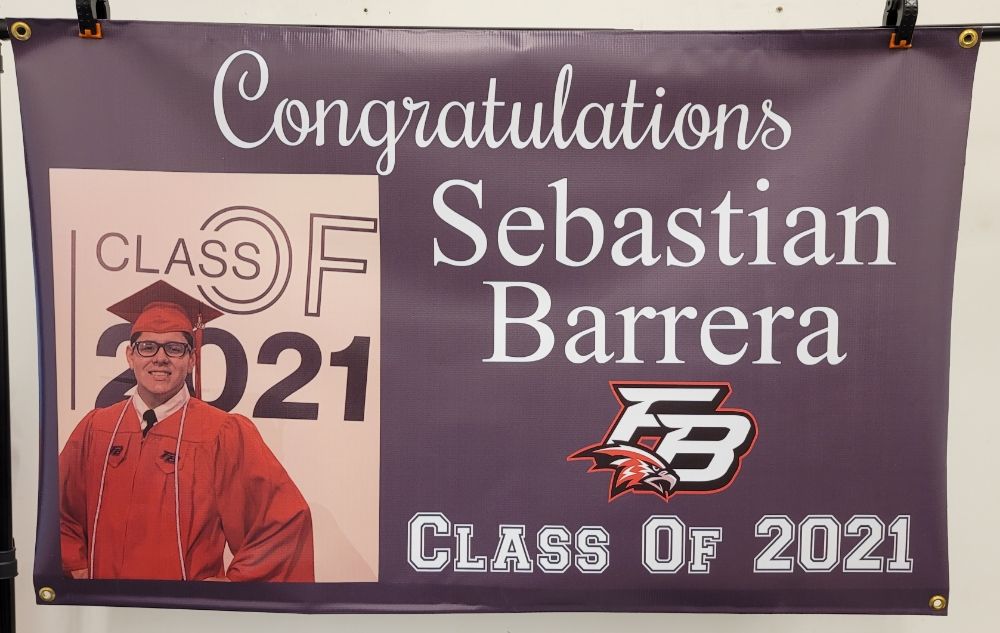 Congratulations
Sebastian
Barrera
CLASS OF
2021
FB
Class Of 2021